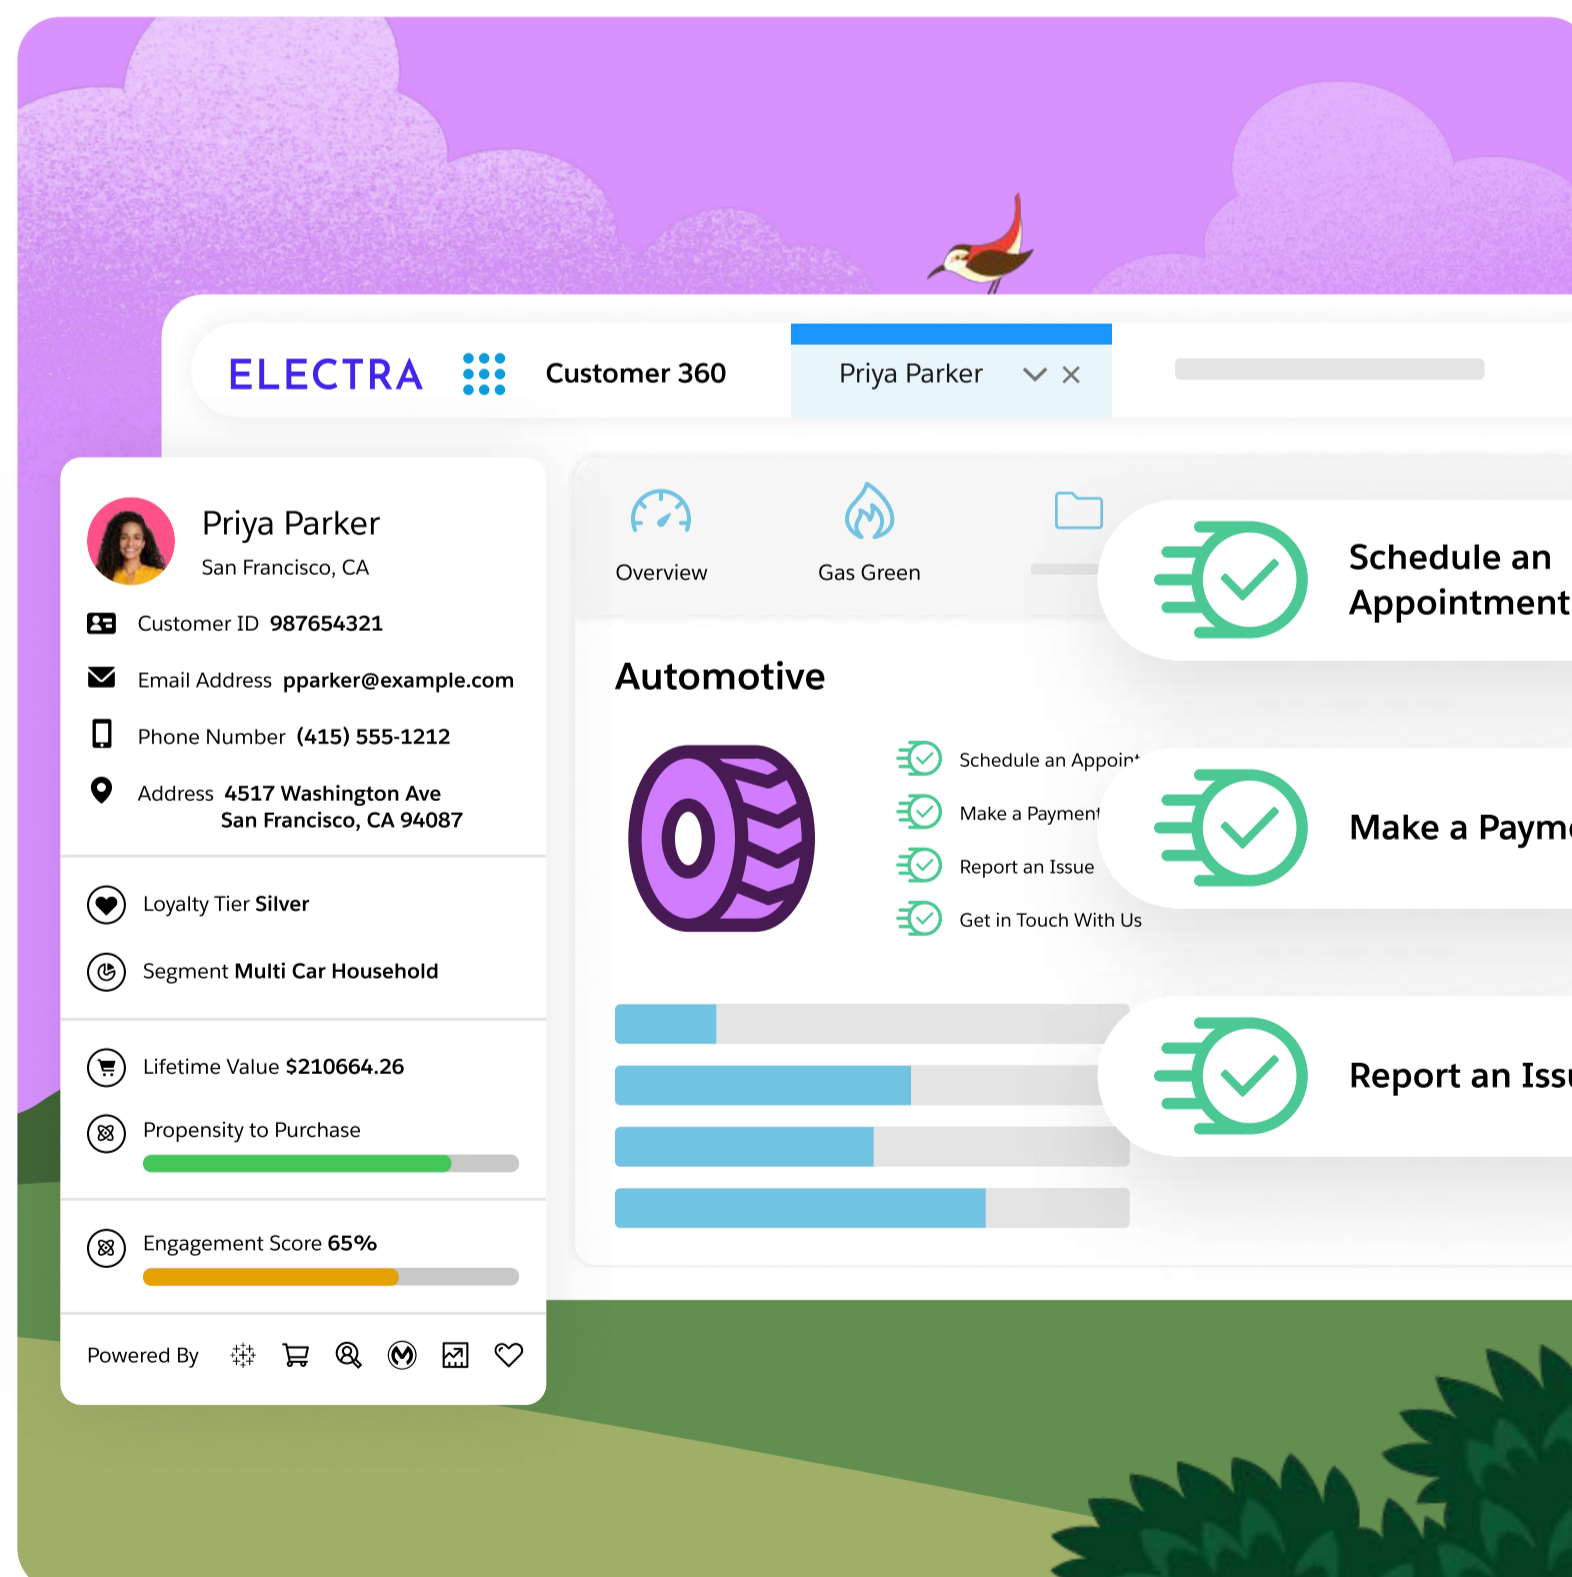 ELECTRA
Customer 360
Priya Parker
Priya Parker
San Francisco, CA
Customer ID 987654321
Email Address pparker@example.com
Phone Number (415) 555-1212
Address 4517 Washington Ave
San Francisco, CA 94087
Loyalty Tier Silver
Segment Multi Car Household
Lifetime Value $210664.26
Propensity to Purchase
Engagement Score 65%
Powered By
Overview
Gas Green
Automotive
Schedule an
Make a Payment
Report an Issue
Get in Touch With Us
Schedule an
Appointment
Make a
Report an